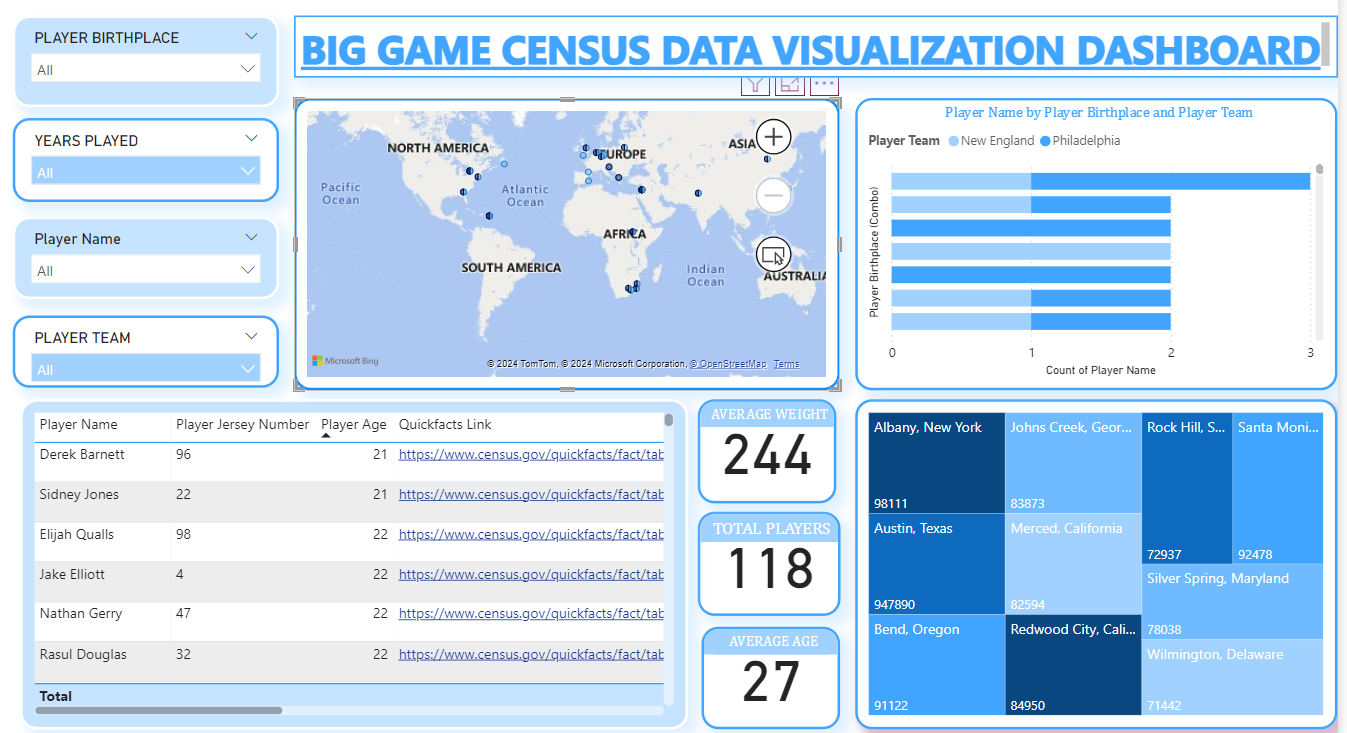 BIG GAME CENSUS DATA VISUALIZATION DASHBOARD
PLAYER BIRTHPLACE
All
YEARS PLAYED
All
Player Name
All
PLAYER TEAM
All
NORTH AMERICA
EUROPE
ASIA
Pacific
Ocean
Atlantic
Ocean
AFRICA
SOUTH AMERICA
Indian
Ocean
AUSTRALIA
Microsoft Bing
© 2024 TomTom, © 2024 Microsoft Corporation, © OpenStreetMap Terms
Player Name by Player Birthplace and Player Team
Player Team New England Philadelphia
Player Birthplace (Combo)
0 1 2 3
Count of Player Name
Player Name Player Jersey Number Player Age Quickfacts Link
Derek Barnett 96 21 https://www.census.gov/quickfacts/fact/tab
Sidney Jones 22 21 https://www.census.gov/quickfacts/fact/tab
Elijah Qualls 98 22 https://www.census.gov/quickfacts/fact/tab
Jake Elliott 4 22 https://www.census.gov/quickfacts/fact/tab
Nathan Gerry 47 22 https://www.census.gov/quickfacts/fact/tab
Rasul Douglas 32 22 https://www.census.gov/quickfacts/fact/tab
Total
AVERAGE WEIGHT
244
TOTAL PLAYERS
118
AVERAGE AGE
27
Albany, New York
98111
Austin, Texas
947890
Bend, Oregon
91122
Johns Creek, Geor...
83873
Merced, California
82594
Redwood City, Cali...
84950
Rock Hill, S...
72937
Santa Moni...
92478
Silver Spring, Maryland
78038
Wilmington, Delaware
71442